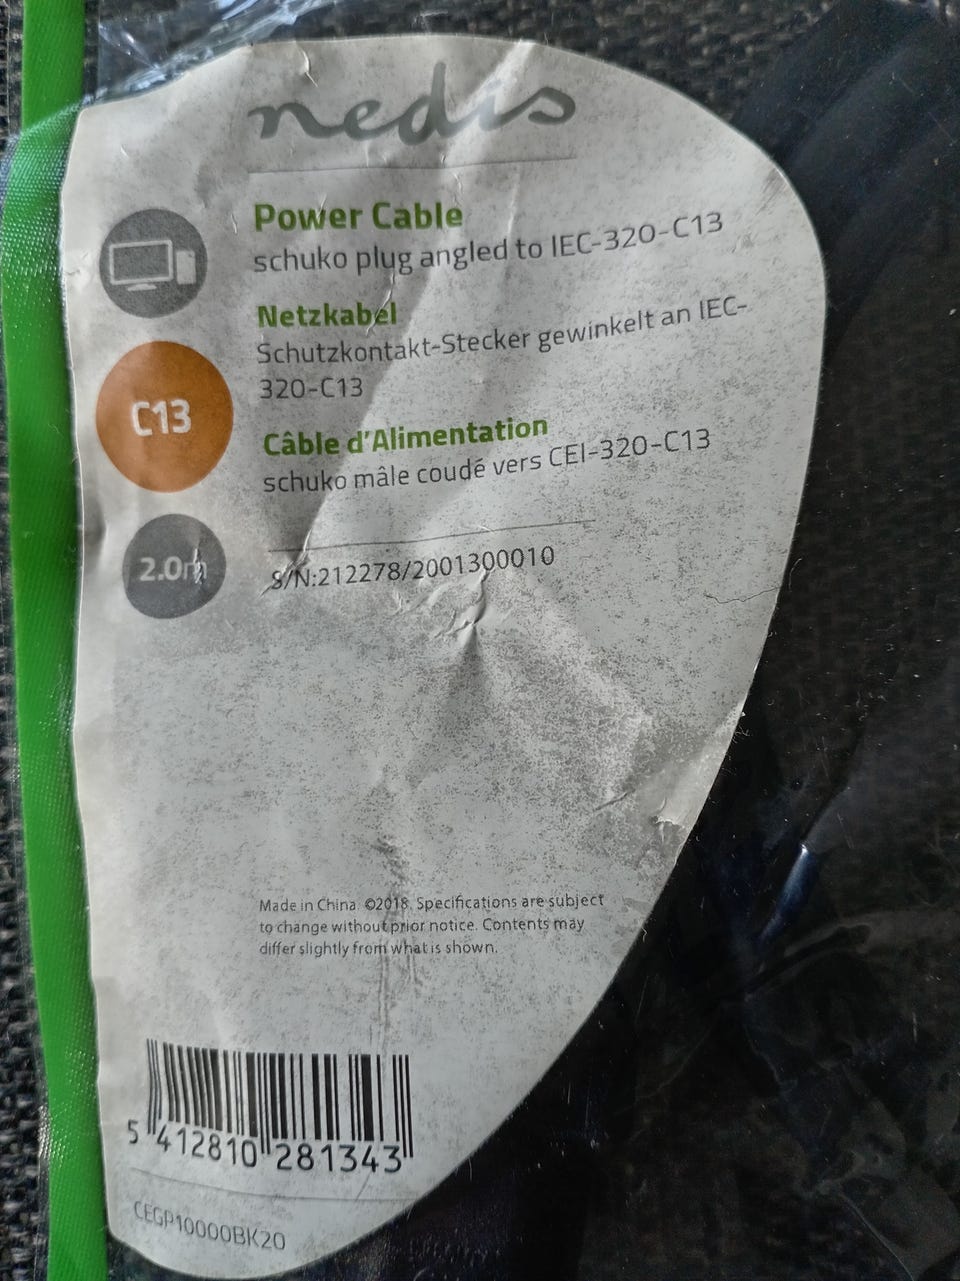 nedis
Power Cable
schuko plug angled to IEC-320-C13
Netzkabel
Schutzkontakt-Stecker gewinkelt an IEC-
320-C13
C13
Câble d'Alimentation
schuko mâle coudé vers CEI-320-C13
2.0m
S/N:212278/2001300010
Made in China. ©2018. Specifications are subject
to change without prior notice. Contents may
differ slightly from what is shown.
5 412810 281343
CEGP10000BK20